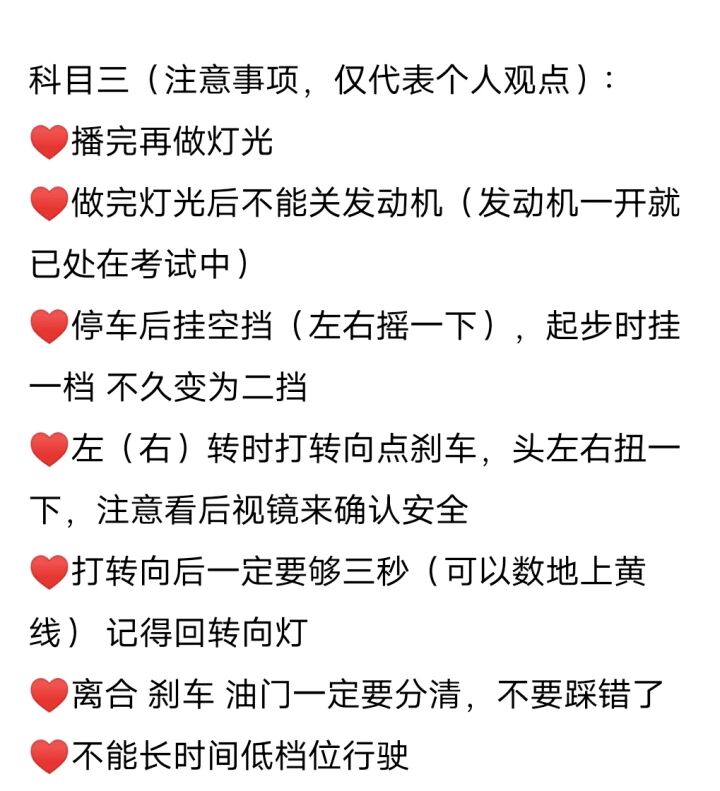 科目三（注意事项，仅代表个人观点）:
♥️播完再做灯光
♥️做完灯光后不能关发动机（发动机一开就
已处在考试中）
♥️停车后挂空挡（左右摇一下），起步时挂
一档 不久变为二挡
♥️左（右）转时打转向点刹车，头左右扭一
下，注意看后视镜来确认安全
♥️打转向后一定要够三秒（可以数地上黄
线） 记得回转向灯
♥️离合 刹车 油门一定要分清，不要踩错了
♥️不能长时间低档位行驶